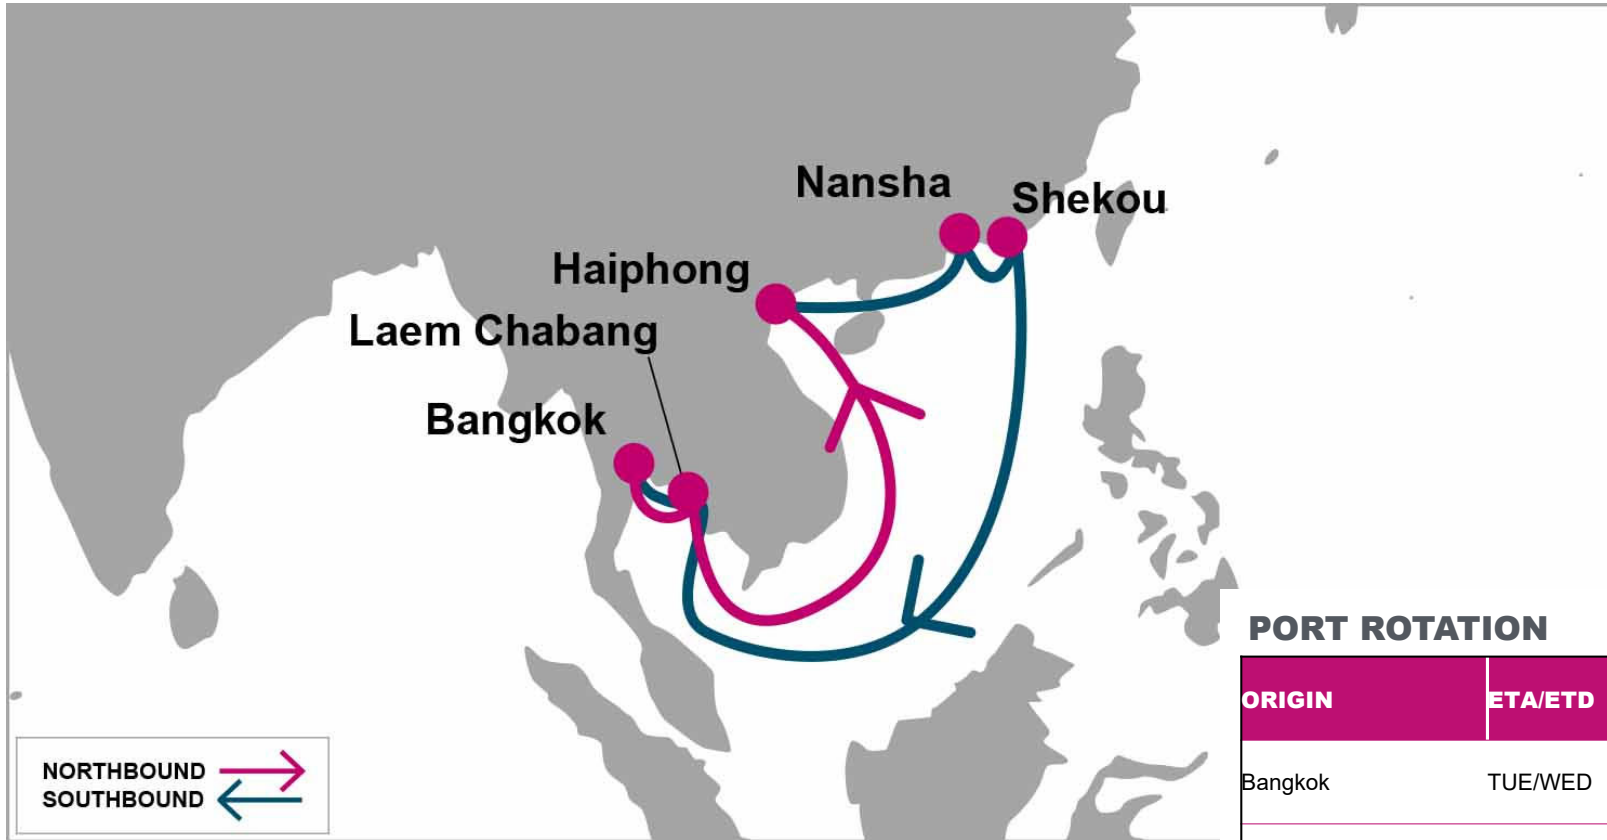 Nansha
Shekou
Haiphong
Laem Chabang
Bangkok
NORTHBOUND
SOUTHBOUND
PORT ROTATION
ORIGIN ETA/ETD
Bangkok TUE/WED